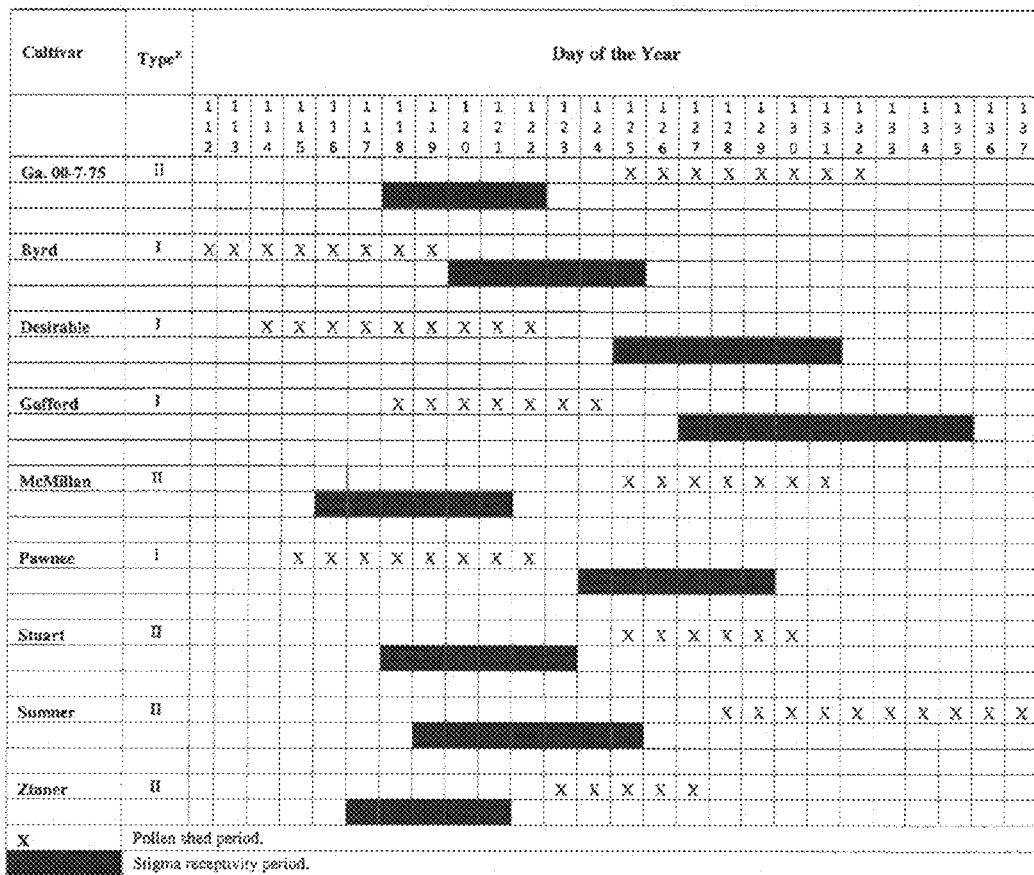 Cultivar Typeᶻ Day of the Year
1 1 1 1 1 1 1 1 1 1 1 1 1 1 1 1 1 1 1 1 1 1 1 1 1 1
1 1 1 1 1 1 1 1 2 2 2 2 2 2 2 2 2 2 3 3 3 3 3 3 3 3
2 3 4 5 6 7 8 9 0 1 2 3 4 5 6 7 8 9 0 1 2 3 4 5 6 7
Ga. 00-7-75 II X X X X X X X X
Byrd I X X X X X X X X
Desirable I X X X X X X X X X
Gafford I X X X X X X X
McMillan II X X X X X X X
Pawnee I X X X X X X X X
Stuart II X X X X X X
Sumner II X X X X X X X X X X
Zinner II X X X X X
X Pollen shed period.
Stigma receptivity period.